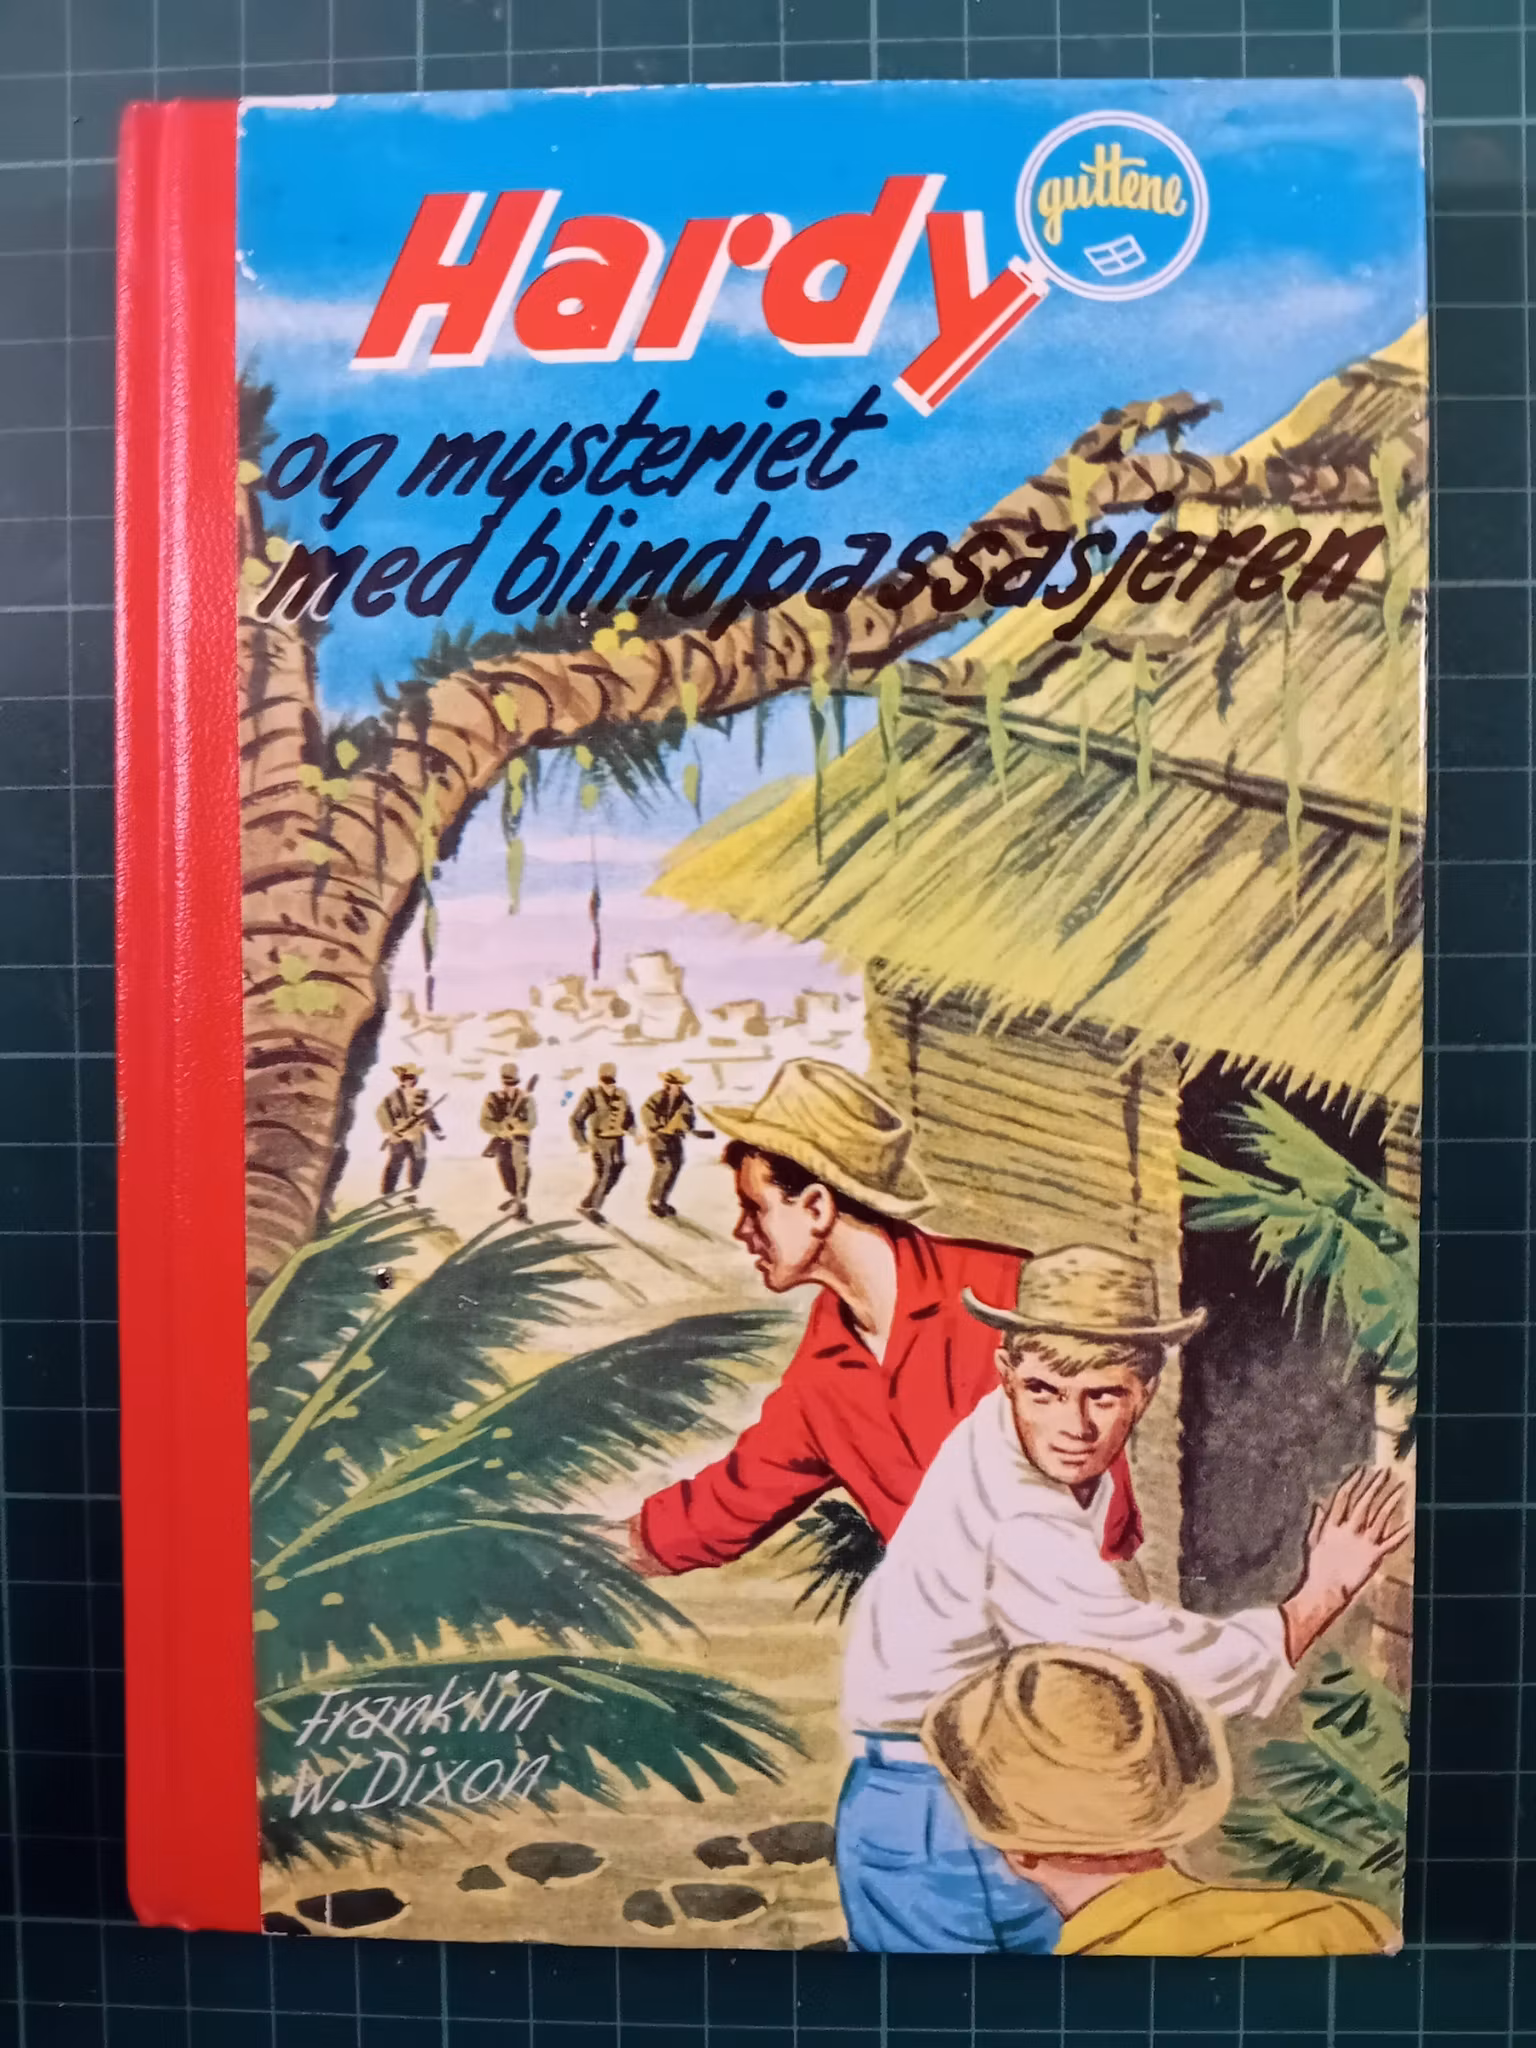 Hardy guttene
og mysteriet
med blindpassasjeren
Franklin
W. Dixon